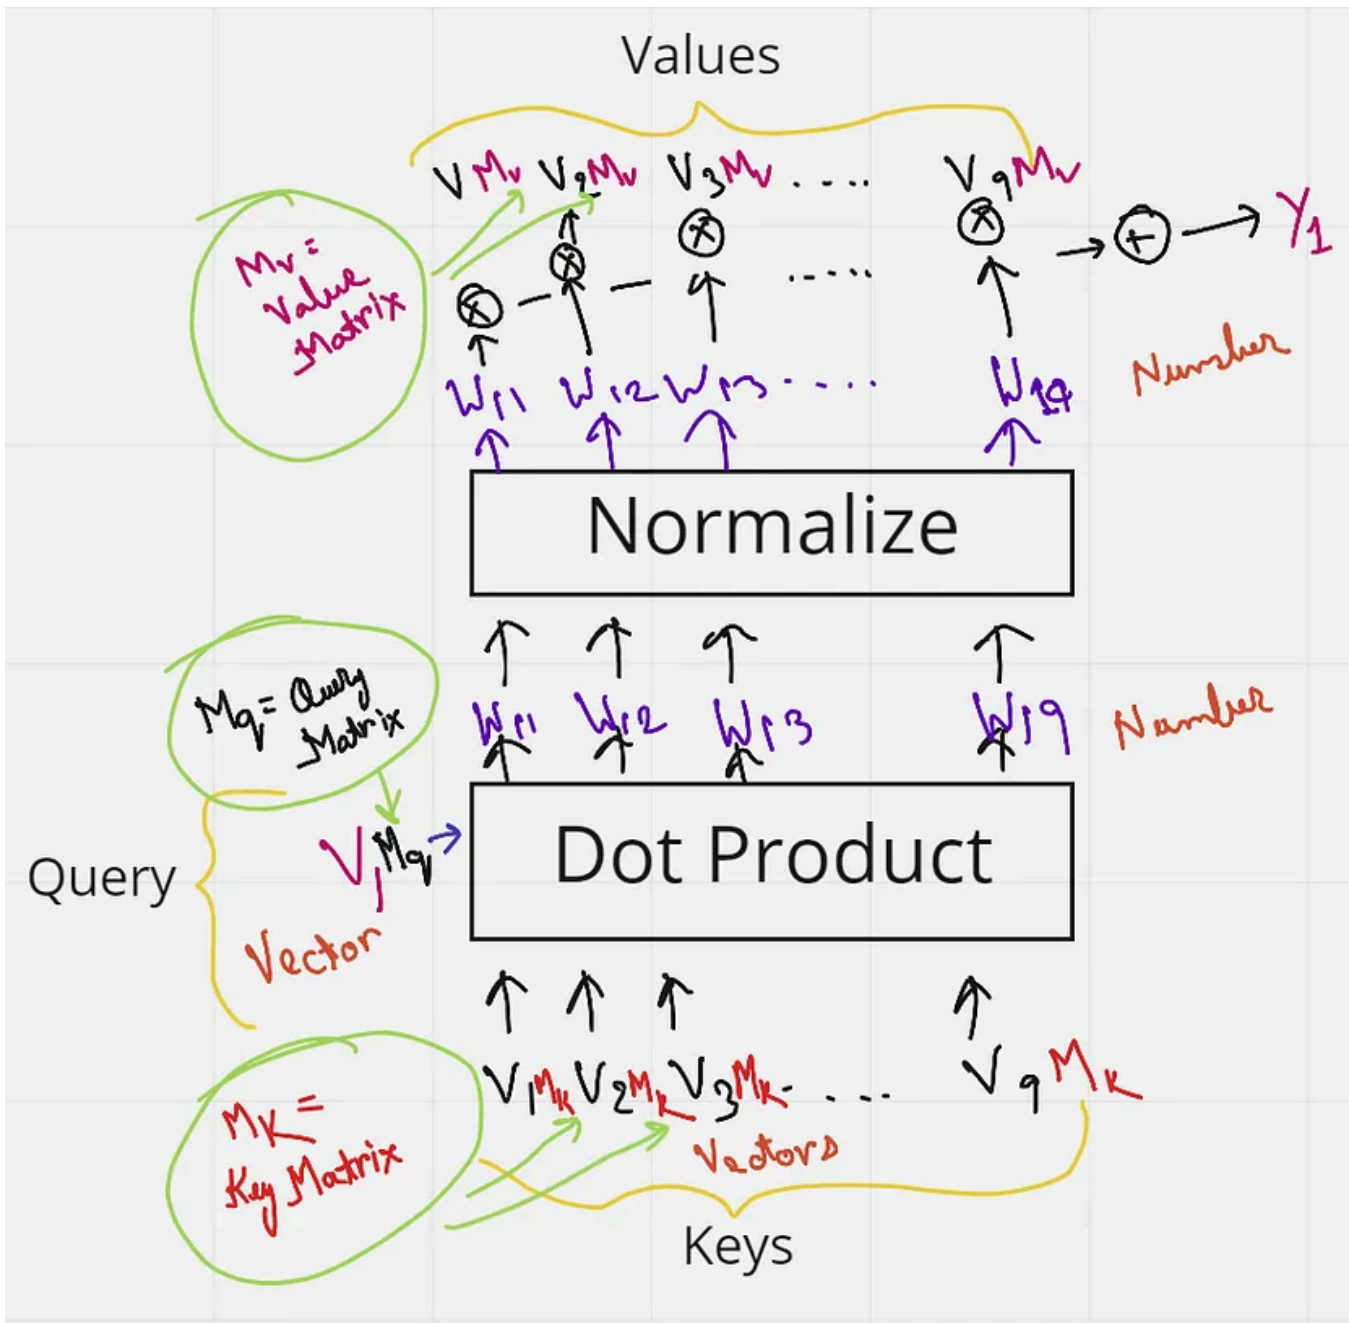 Values
V Mv V2Mv V3Mv ..... V9Mv
Mv =
Value
Matrix
Y1
.....
W11 W12 W13 ..... W19
Number
Normalize
Mq = Query
Matrix
W11 W12 W13 W19
Number
Query
V1Mq
Dot Product
Vector
V1Mk V2Mk V3Mk. .... V9Mk
MK =
Key Matrix
Vectors
Keys